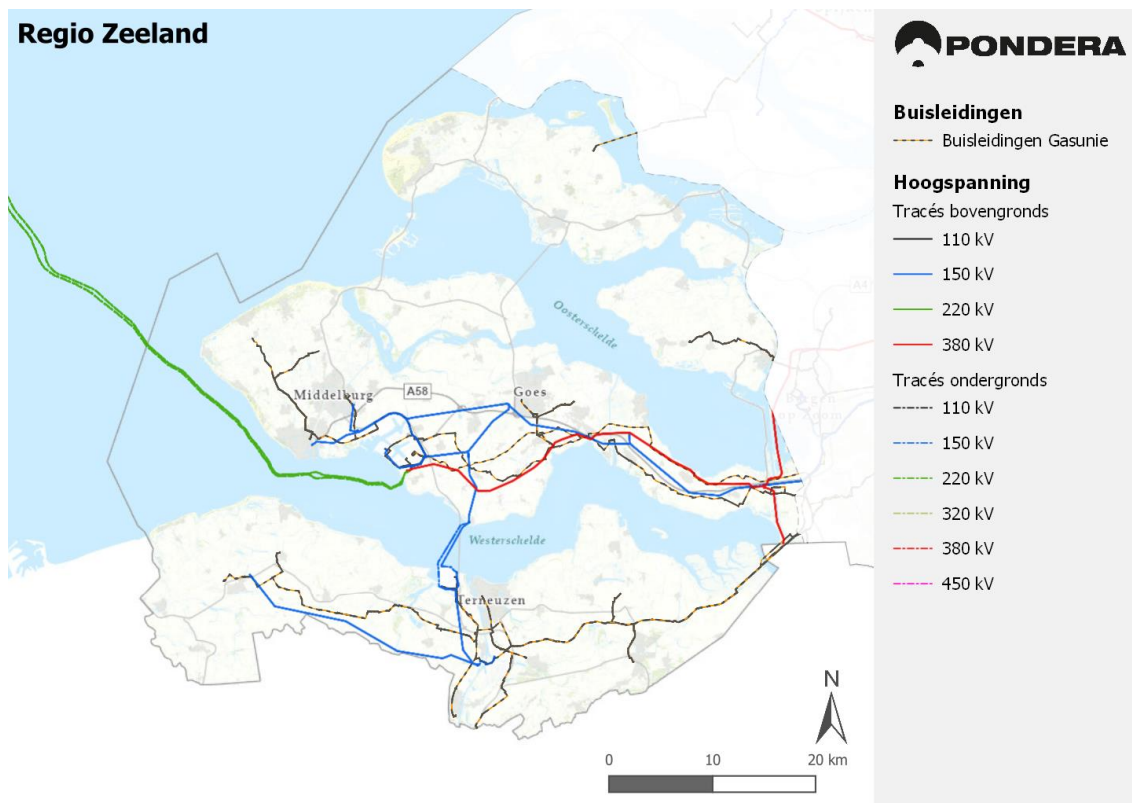 Regio Zeeland
PONDERA
Buisleidingen
Buisleidingen Gasunie
Hoogspanning
Tracés bovengronds
110 kV
150 kV
220 kV
380 kV
Tracés ondergronds
110 kV
150 kV
220 kV
320 kV
380 kV
450 kV
Oosterschelde
Middelburg
A58
Goes
Westerschelde
Terneuzen
N
0 10 20 km